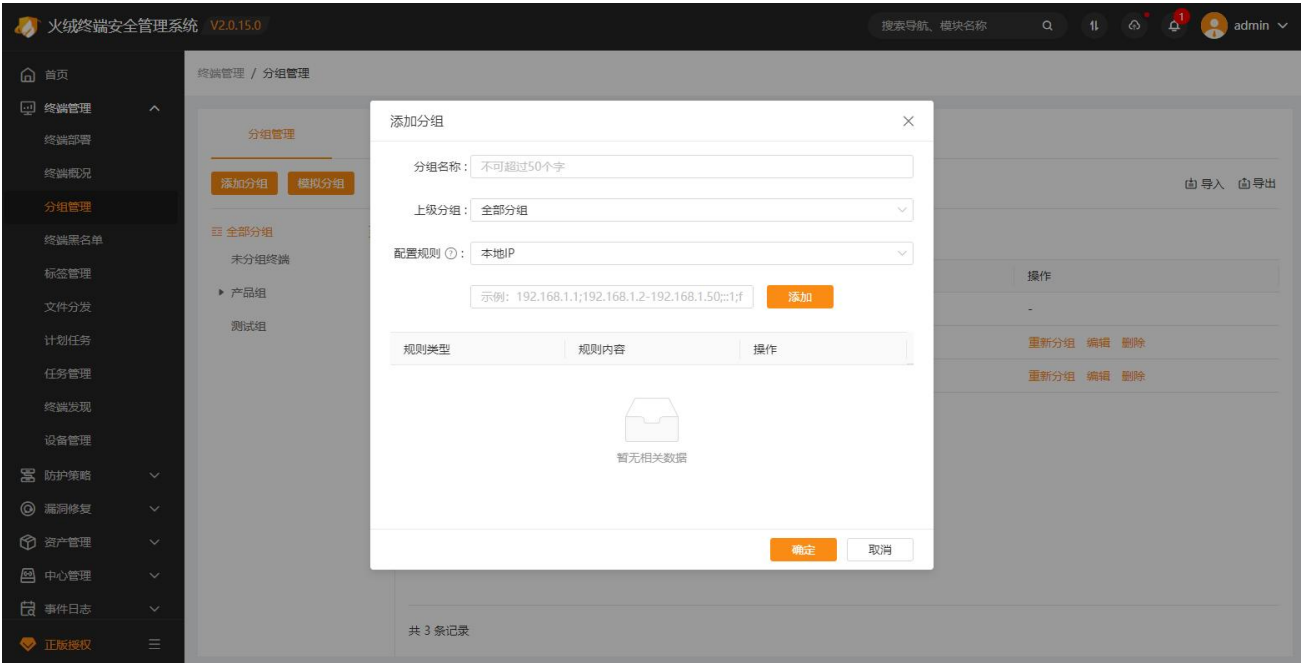 火绒终端安全管理系统 V2.0.15.0
搜索导航、模块名称
1
admin
首页
终端管理
终端部署
终端概况
分组管理
终端黑名单
标签管理
文件分发
计划任务
任务管理
终端发现
设备管理
防护策略
漏洞修复
资产管理
中心管理
事件日志
正版授权
终端管理 / 分组管理
分组管理
添加分组 模拟分组
导入 导出
全部分组
未分组终端
产品组
测试组
操作
-
重新分组 编辑 删除
重新分组 编辑 删除
共 3 条记录
添加分组
分组名称: 不可超过50个字
上级分组: 全部分组
配置规则 ?: 本地IP
示例: 192.168.1.1;192.168.1.2-192.168.1.50;::1;f 添加
规则类型 规则内容 操作
暂无相关数据
确定 取消